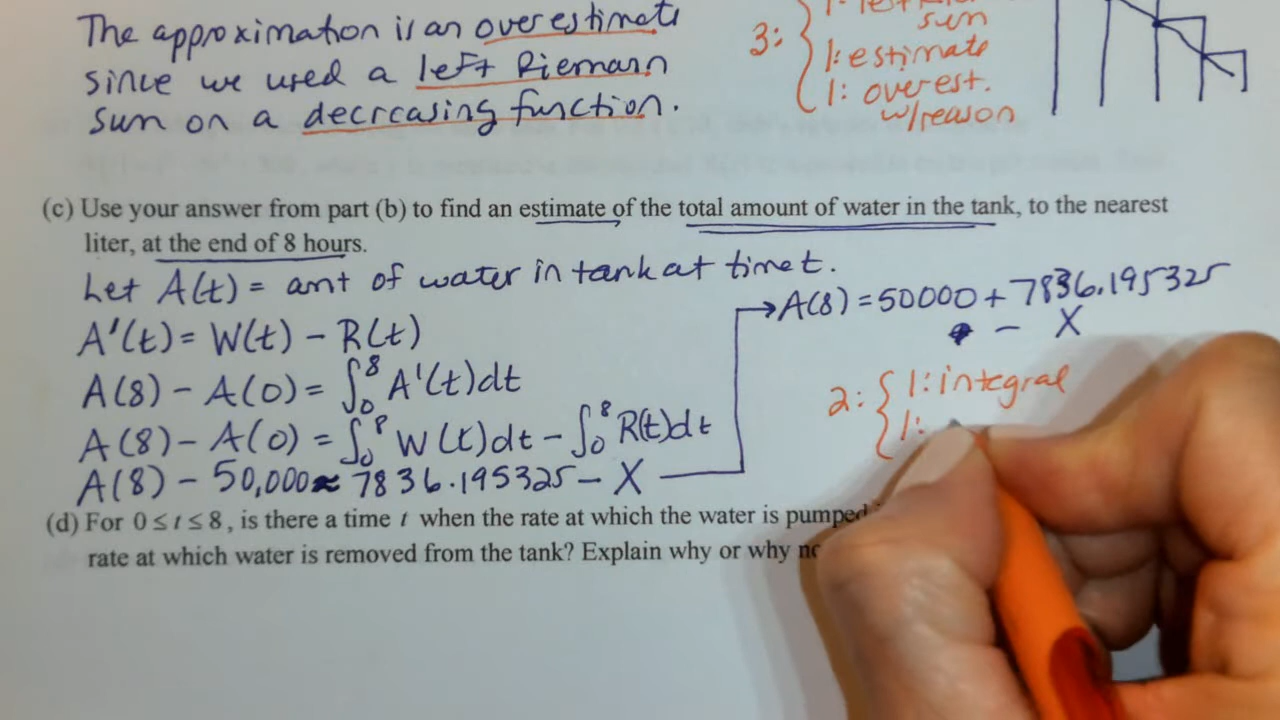 The approximation is an overestimate
since we used a left Riemann
sum on a decreasing function.
3:
sum
1: estimate
1: overest.
w/reason
(c) Use your answer from part (b) to find an estimate of the total amount of water in the tank, to the nearest
liter, at the end of 8 hours.
Let A(t) = amt of water in tank at time t.
A'(t) = W(t) − R(t)
A(8) − A(0) = ∫₀⁸ A'(t)dt
A(8) − A(0) = ∫₀⁸ W(t)dt − ∫₀⁸ R(t)dt
A(8) − 50,000 ≈ 7836.195325 − X
→ A(8) = 50000 + 7836.195325
− X
2: { 1: integral
1:
(d) For 0 ≤ t ≤ 8, is there a time t when the rate at which the water is pumped
rate at which water is removed from the tank? Explain why or why